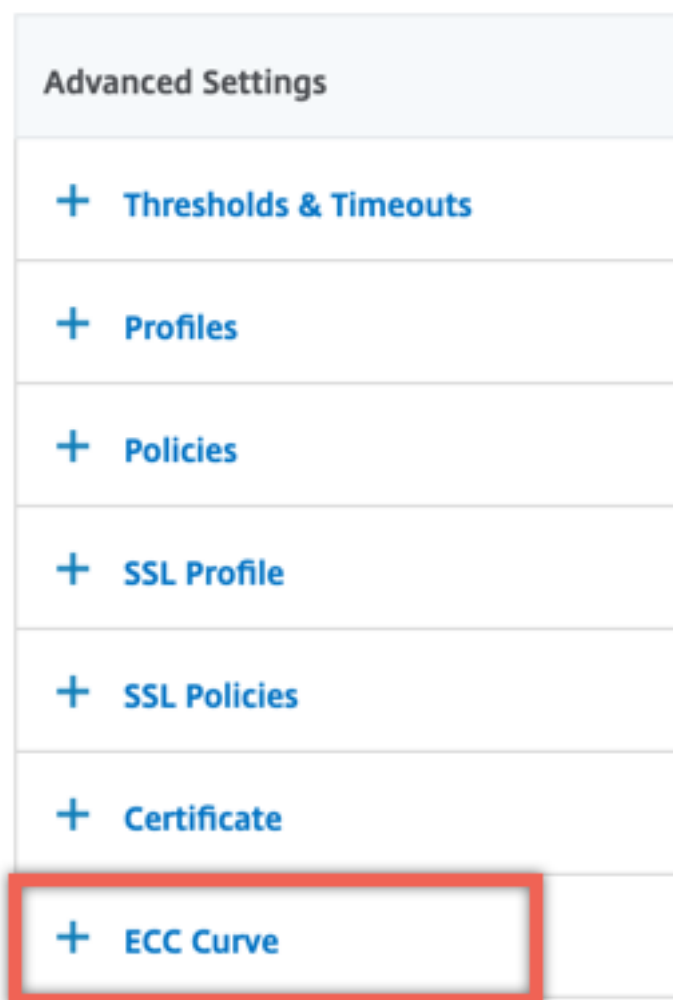 Advanced Settings
+ Thresholds & Timeouts
+ Profiles
+ Policies
+ SSL Profile
+ SSL Policies
+ Certificate
+ ECC Curve